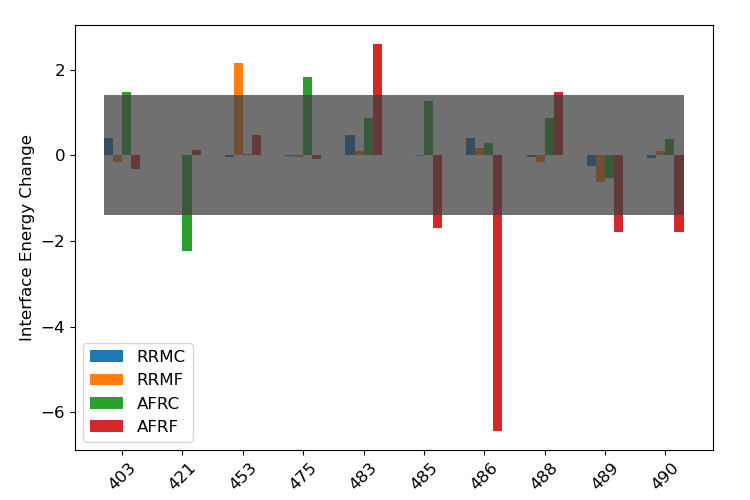 Interface Energy Change
2
0
−2
−4
−6
RRMC
RRMF
AFRC
AFRF
403 421 453 475 483 485 486 488 489 490